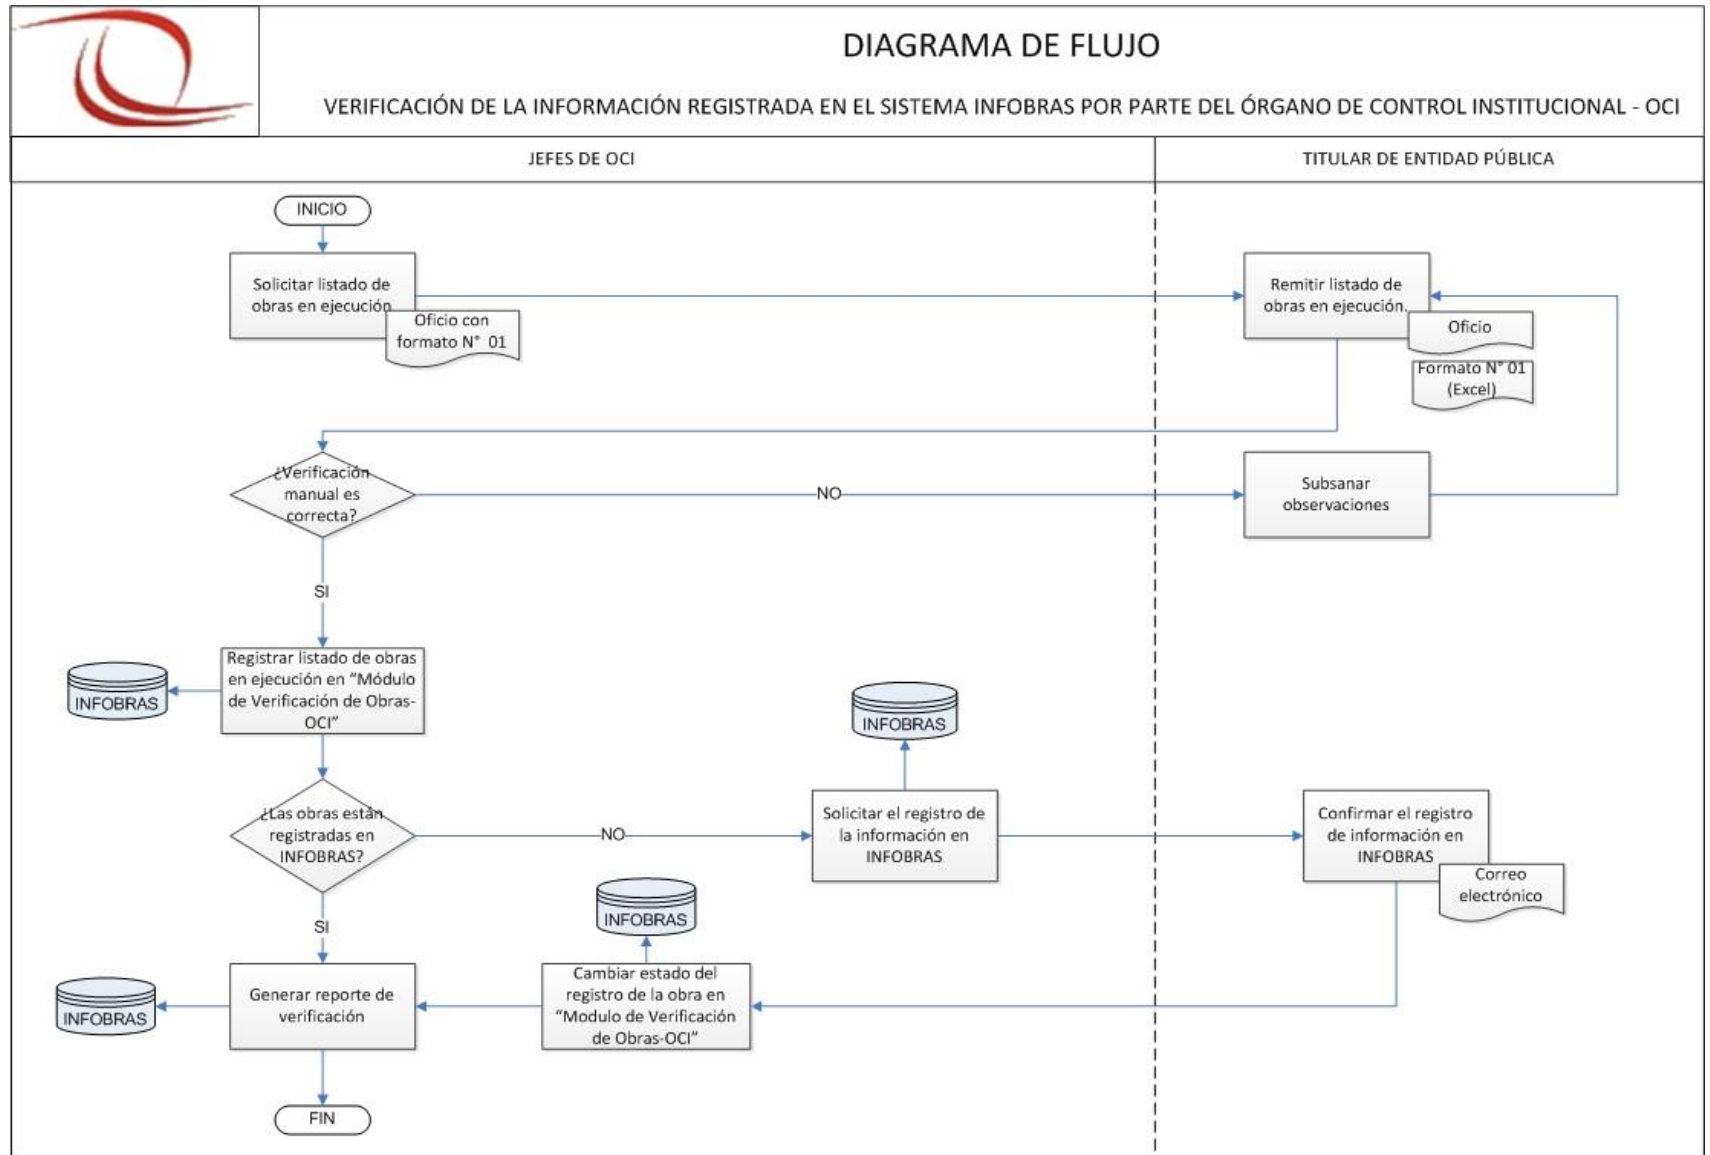 DIAGRAMA DE FLUJO
VERIFICACIÓN DE LA INFORMACIÓN REGISTRADA EN EL SISTEMA INFOBRAS POR PARTE DEL ÓRGANO DE CONTROL INSTITUCIONAL - OCI
JEFES DE OCI
TITULAR DE ENTIDAD PÚBLICA
INICIO
Solicitar listado de
obras en ejecución
Oficio con
formato N° 01
Remitir listado de
obras en ejecución.
Oficio
Formato N° 01
(Excel)
¿Verificación
manual es
correcta?
NO
Subsanar
observaciones
SI
Registrar listado de obras
en ejecución en “Módulo
de Verificación de Obras-
OCI”
INFOBRAS
INFOBRAS
¿Las obras están
registradas en
INFOBRAS?
NO
Solicitar el registro de
la información en
INFOBRAS
Confirmar el registro
de información en
INFOBRAS
Correo
electrónico
SI
INFOBRAS
Generar reporte de
verificación
INFOBRAS
Cambiar estado del
registro de la obra en
“Modulo de Verificación
de Obras-OCI”
FIN